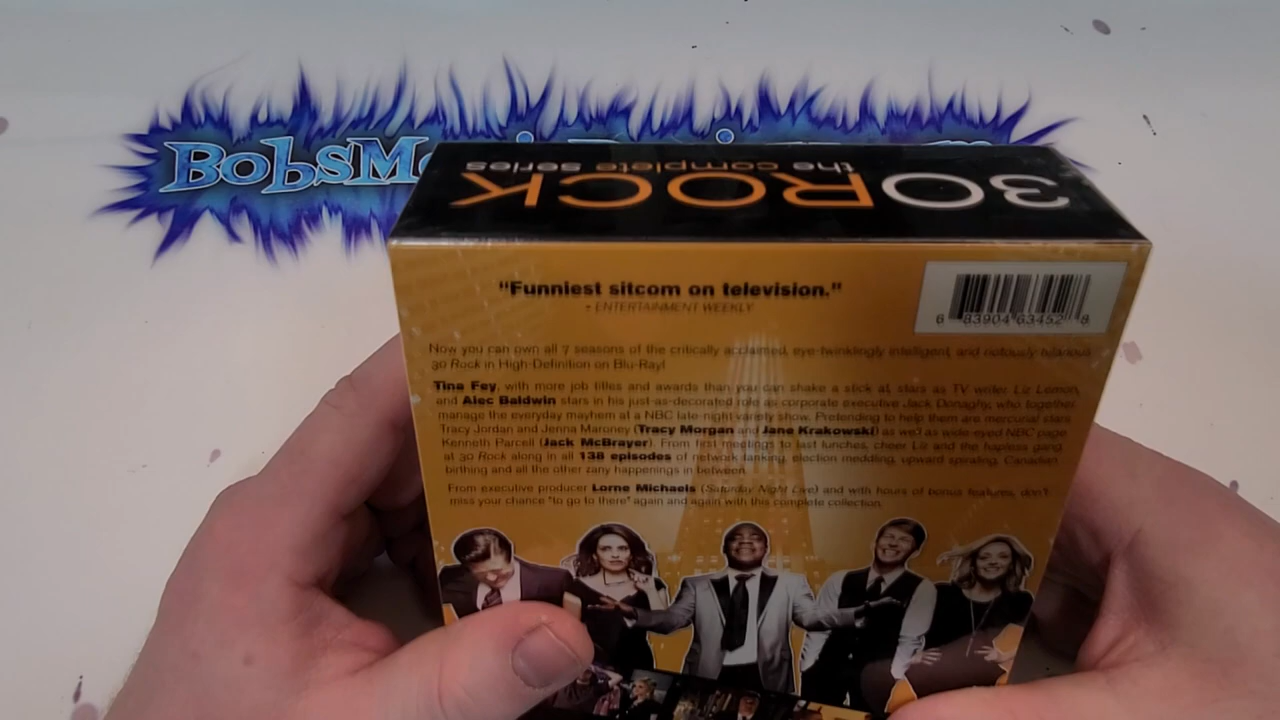 BobsM
the complete series
30 ROCK
"Funniest sitcom on television."
- ENTERTAINMENT WEEKLY
6 83904 63452 8
Now you can own all 7 seasons of the critically acclaimed, eye-twinklingly intelligent, and riotously hilarious
30 Rock in High-Definition on Blu-Ray!
Tina Fey, with more job titles and awards than you can shake a stick at, stars as TV writer Liz Lemon,
and Alec Baldwin stars in his just-as-decorated role as corporate executive Jack Donaghy, who together
manage the everyday mayhem at a NBC late-night variety show. Pretending to help them are mercurial stars
Tracy Jordan and Jenna Maroney (Tracy Morgan and Jane Krakowski) as well as wide-eyed NBC page
Kenneth Parcell (Jack McBrayer). From first meetings to last lunches, cheer Liz and the hapless gang
at 30 Rock along in all 138 episodes of network tanking, election meddling, upward spiraling, Canadian
birthing and all the other zany happenings in between.
From executive producer Lorne Michaels (Saturday Night Live) and with hours of bonus features, don't
miss your chance "to go to there" again and again with this complete collection.